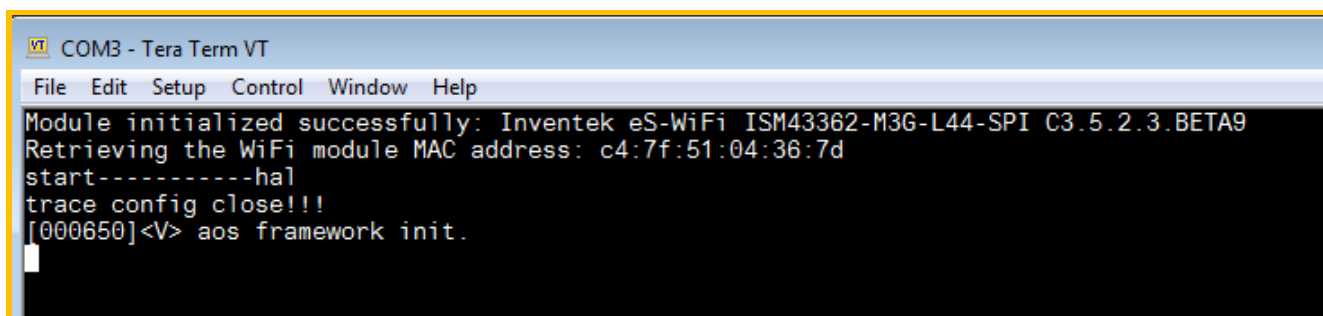 VT COM3 - Tera Term VT
File Edit Setup Control Window Help
Module initialized successfully: Inventek eS-WiFi ISM43362-M3G-L44-SPI C3.5.2.3.BETA9
Retrieving the WiFi module MAC address: c4:7f:51:04:36:7d
start-----------hal
trace config close!!!
[000650]<V> aos framework init.